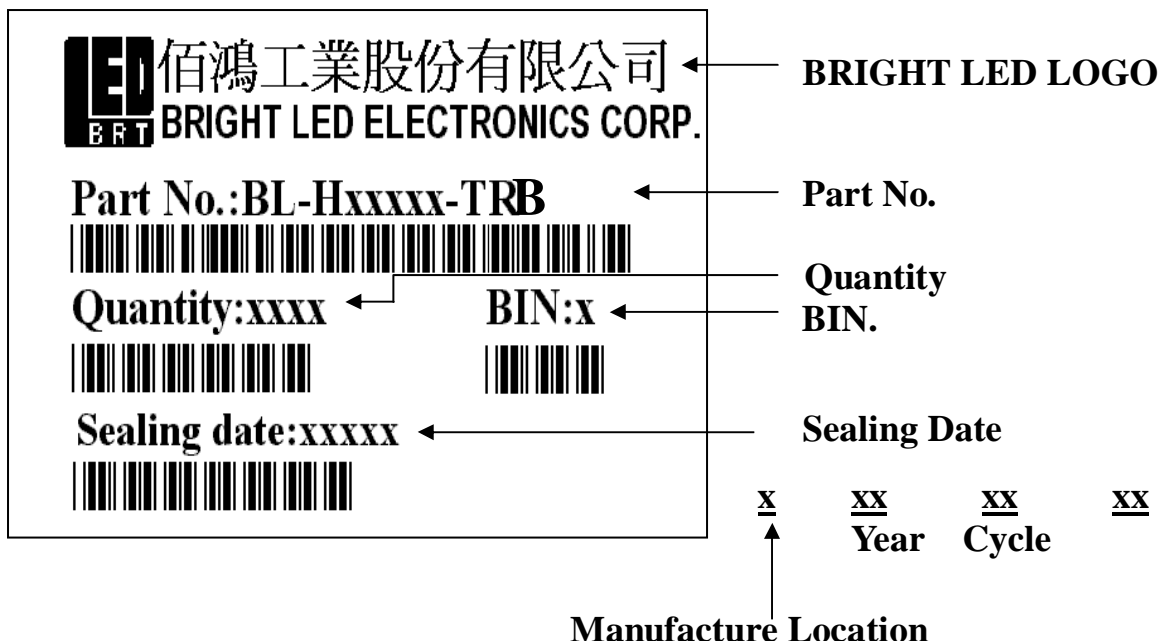 LED
BRT
佰鴻工業股份有限公司
BRIGHT LED ELECTRONICS CORP.
BRIGHT LED LOGO
Part No.:BL-Hxxxxx-TRB
Part No.
Quantity:xxxx
BIN:x
Quantity
BIN.
Sealing date:xxxxx
Sealing Date
x xx xx xx
Year Cycle
Manufacture Location